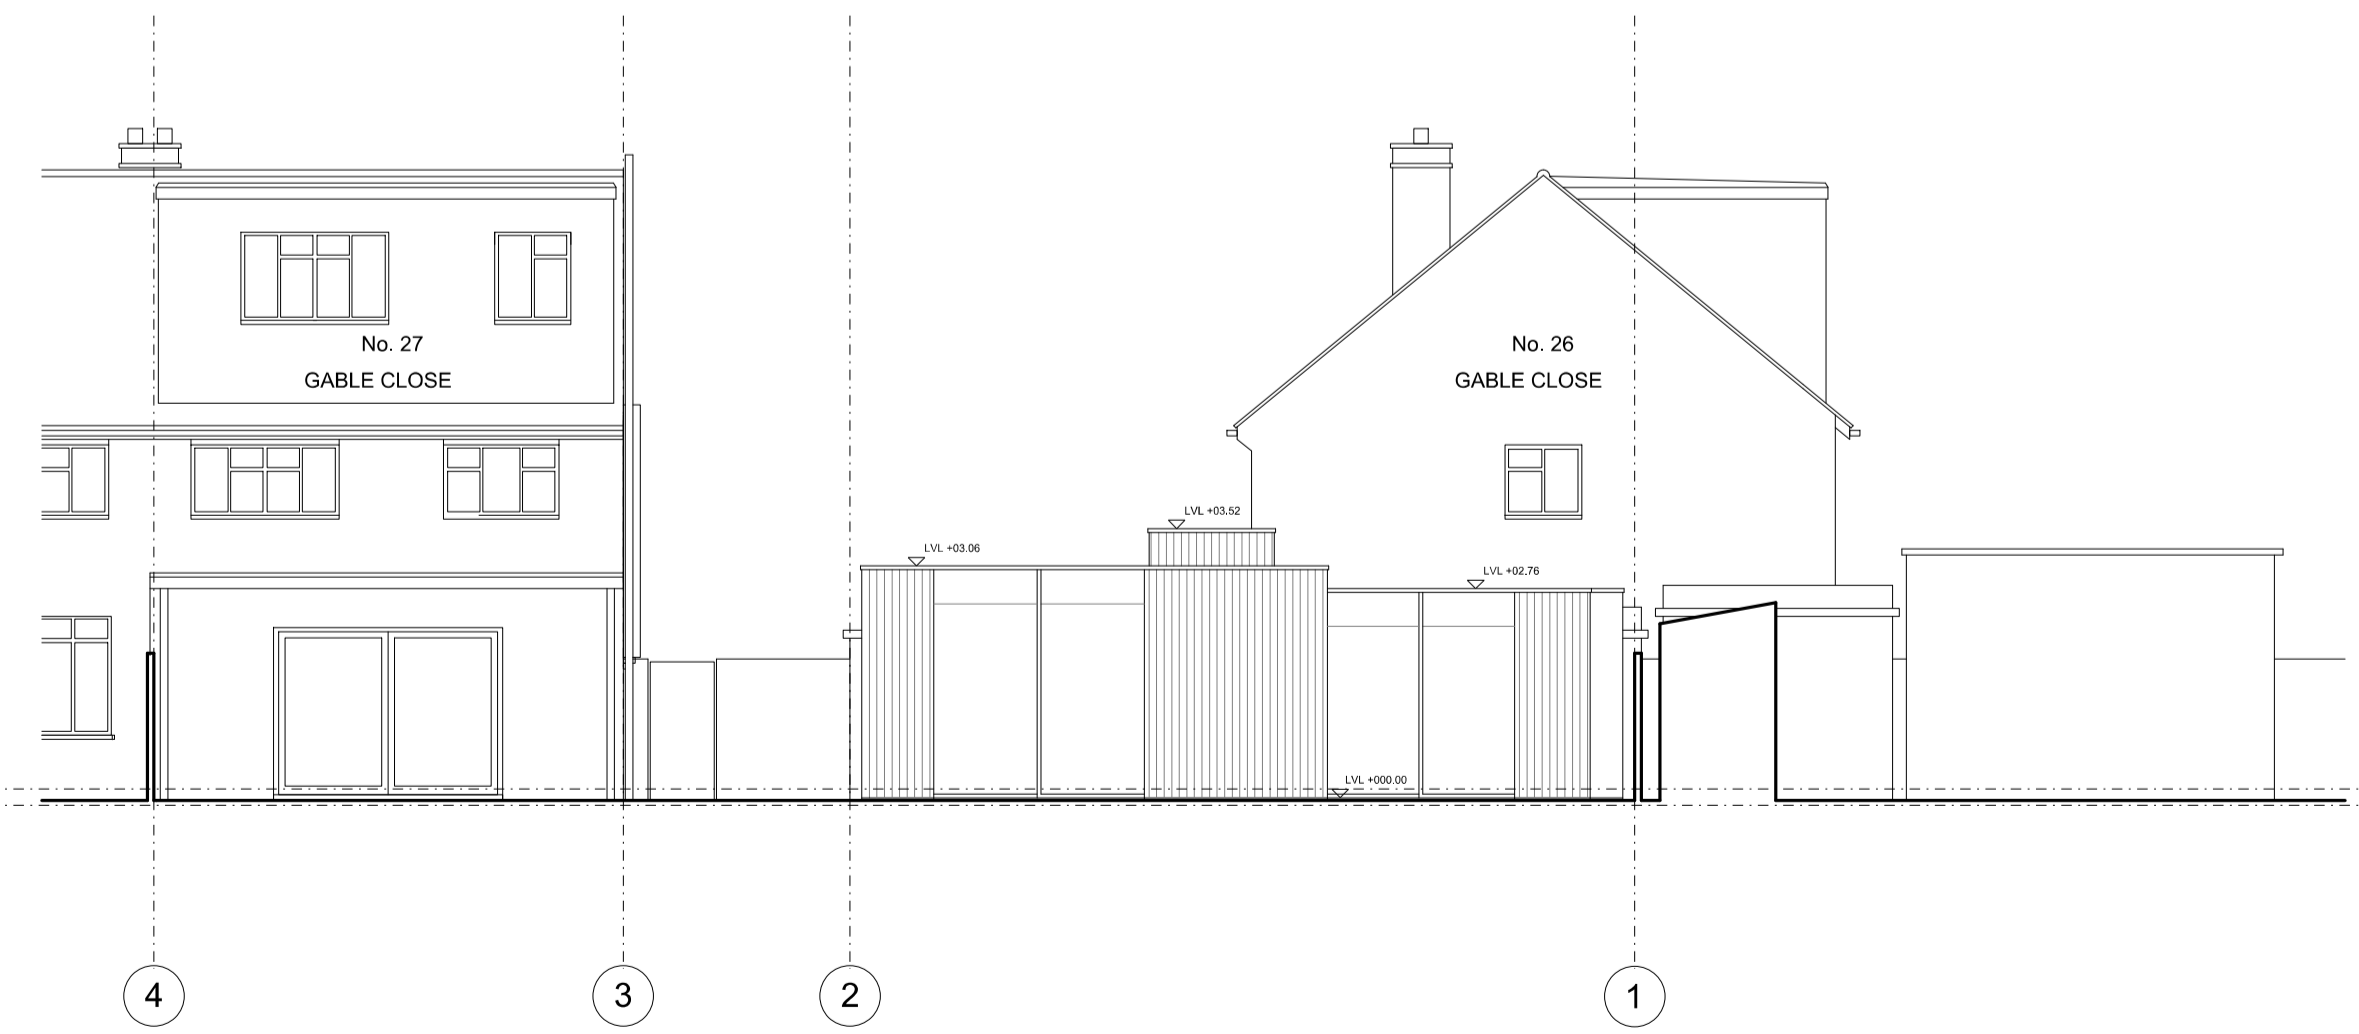 No. 27
GABLE CLOSE
No. 26
GABLE CLOSE
LVL +03.52
LVL +03.06
LVL +02.76
LVL +000.00
4
3
2
1